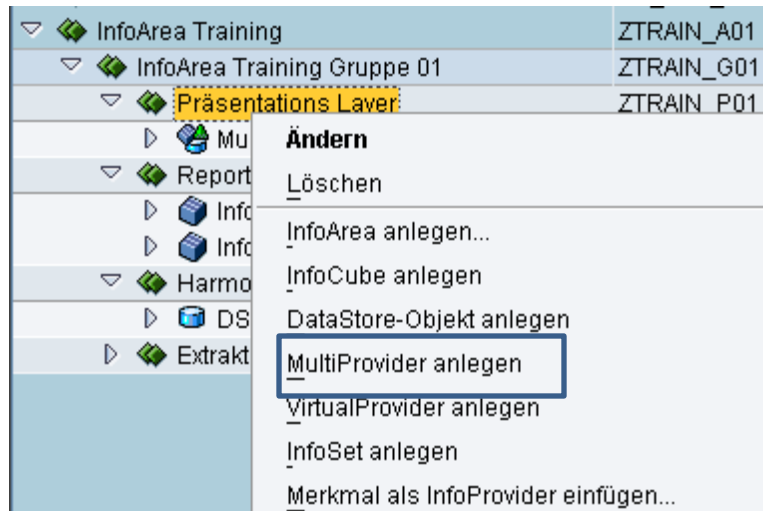 InfoArea Training ZTRAIN_A01
InfoArea Training Gruppe 01 ZTRAIN_G01
Präsentations Layer ZTRAIN_P01
Mu
Ändern
Report
Löschen
Info
InfoArea anlegen...
Info
InfoCube anlegen
Harmo
DS
DataStore-Objekt anlegen
Extrakt
MultiProvider anlegen
VirtualProvider anlegen
InfoSet anlegen
Merkmal als InfoProvider einfügen...